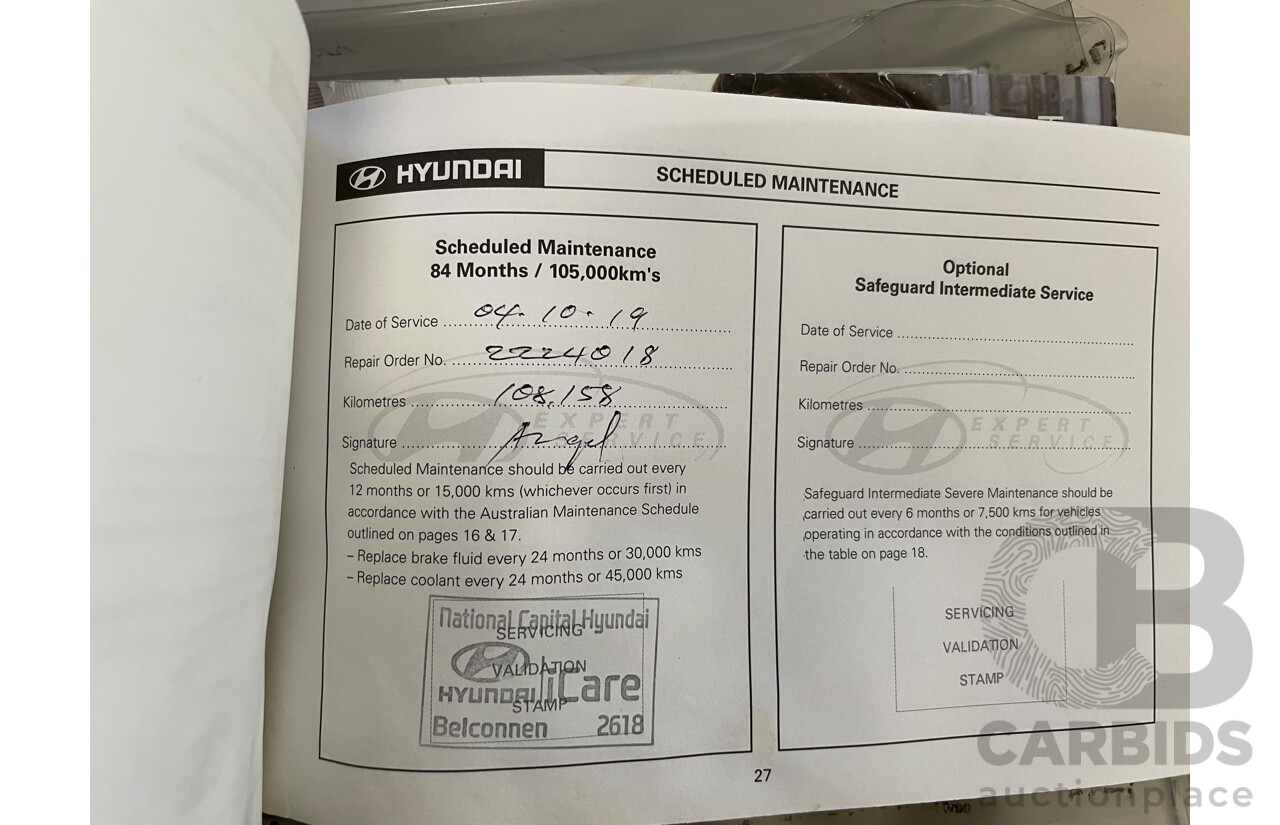 HYUNDAI
SCHEDULED MAINTENANCE
Scheduled Maintenance
84 Months / 105,000km's
Date of Service 04.10.19
Repair Order No. 2224018
Kilometres 108,158
EXPERT
SERVICE
Signature Angel
Scheduled Maintenance should be carried out every
12 months or 15,000 kms (whichever occurs first) in
accordance with the Australian Maintenance Schedule
outlined on pages 16 & 17.
– Replace brake fluid every 24 months or 30,000 kms
– Replace coolant every 24 months or 45,000 kms
National Capital Hyundai
SERVICING
VALIDATION
HYUNDAI iCare
STAMP
Belconnen 2618
Optional
Safeguard Intermediate Service
Date of Service
Repair Order No.
Kilometres
EXPERT
SERVICE
Signature
Safeguard Intermediate Severe Maintenance should be
carried out every 6 months or 7,500 kms for vehicles
operating in accordance with the conditions outlined in
the table on page 18.
SERVICING
VALIDATION
STAMP
27
CB
CARBIDS
auctionplace